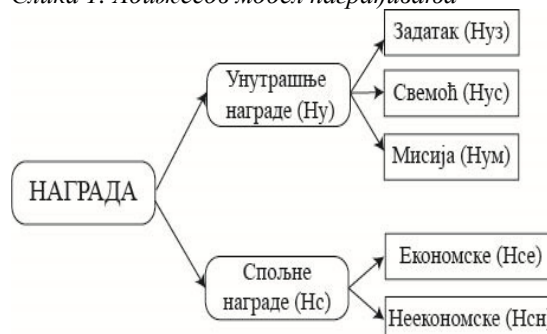 Задатак (Нуз)
Унутрашње
награде (Ну)
Свемоћ (Нус)
Мисија (Нум)
НАГРАДА
Спољне
награде (Нс)
Економске (Нсе)
Неекономске (Нсн